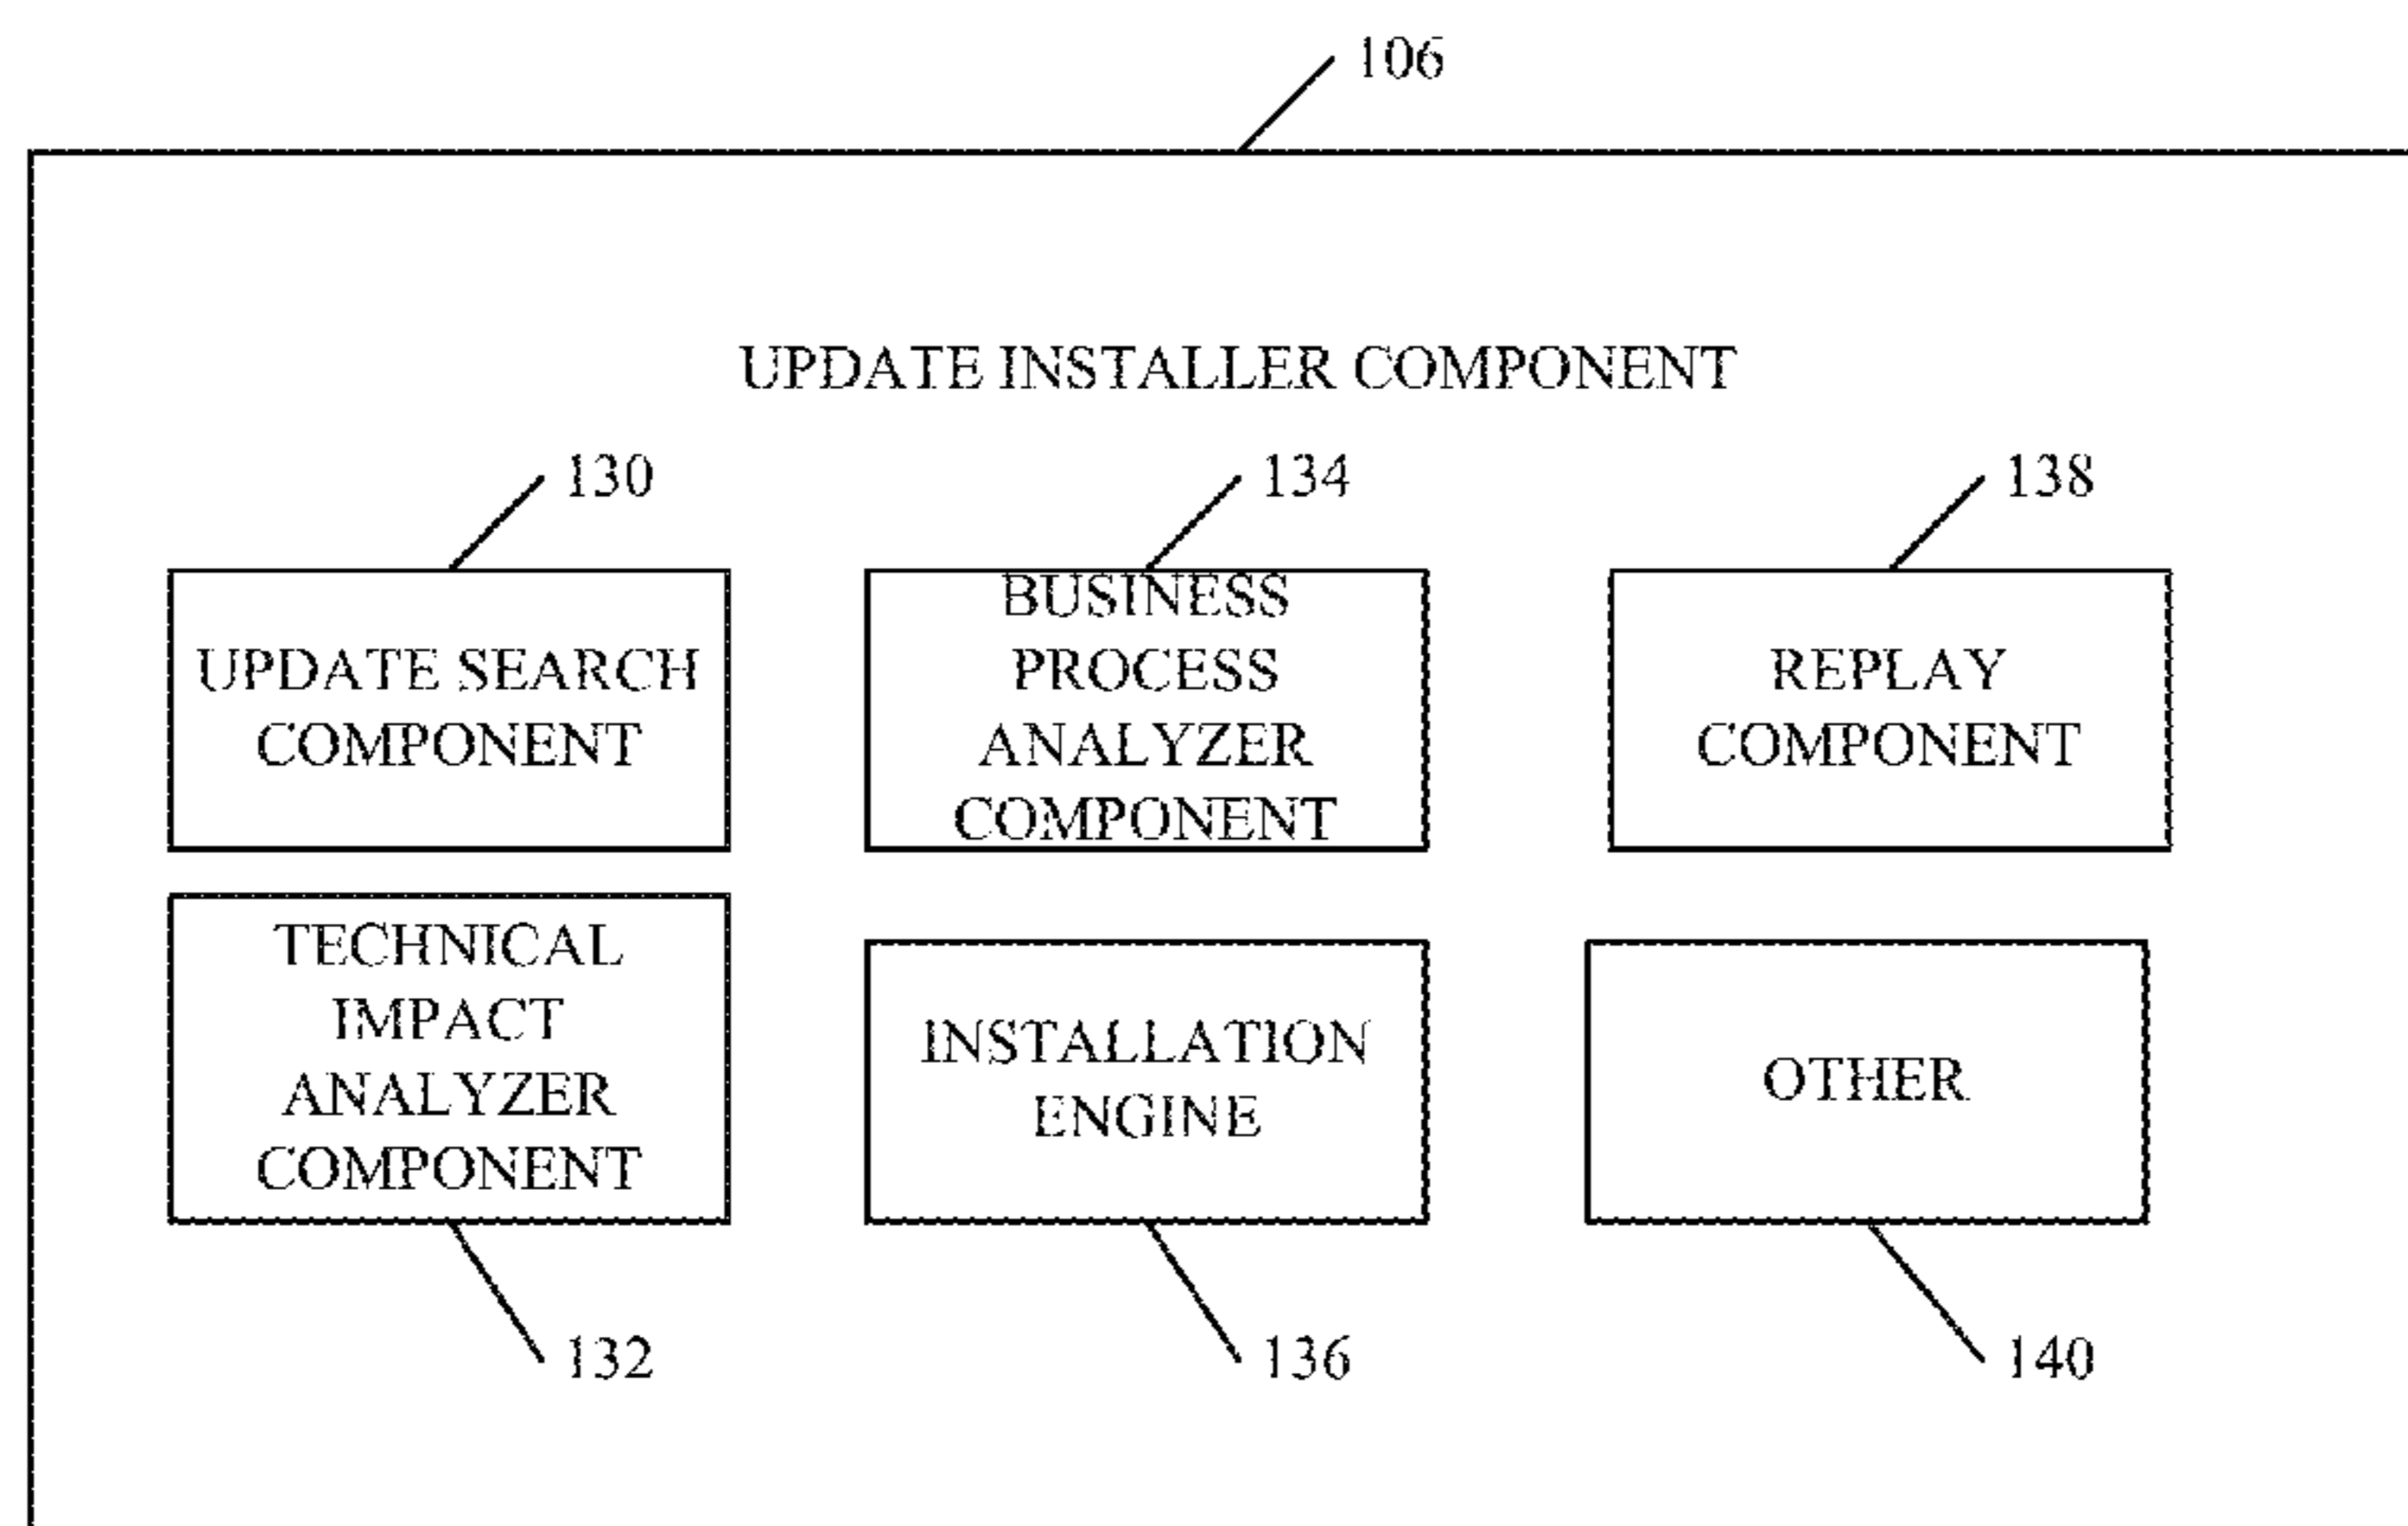 106
UPDATE INSTALLER COMPONENT
130
134
138
UPDATE SEARCH
COMPONENT
BUSINESS
PROCESS
ANALYZER
COMPONENT
REPLAY
COMPONENT
TECHNICAL
IMPACT
ANALYZER
COMPONENT
INSTALLATION
ENGINE
OTHER
132
136
140